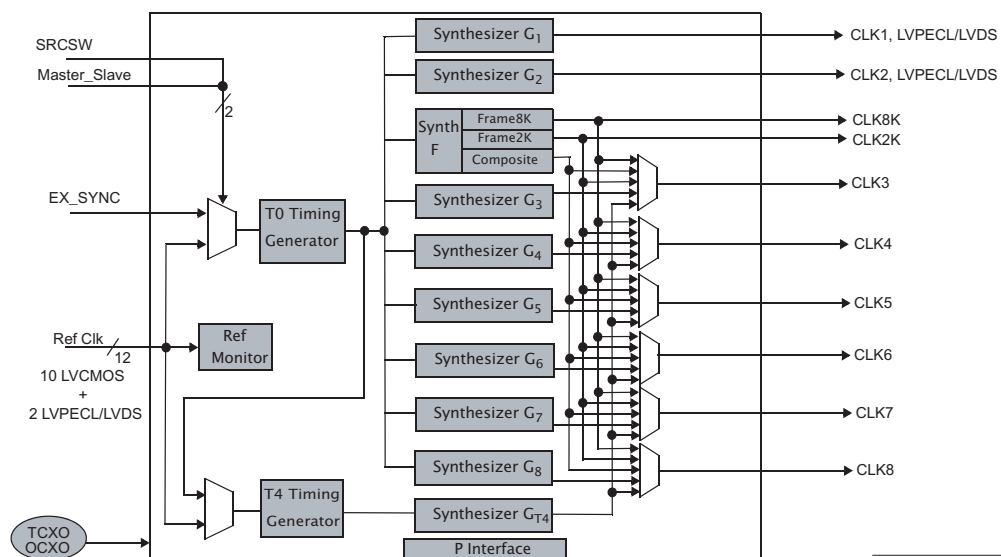 SRCSW
Master_Slave
2
EX_SYNC
T0 Timing
Generator
Ref Clk
12
10 LVCMOS
+
2 LVPECL/LVDS
Ref
Monitor
T4 Timing
Generator
TCXO
OCXO
Synthesizer G1
Synthesizer G2
Synth
F
Frame8K
Frame2K
Composite
Synthesizer G3
Synthesizer G4
Synthesizer G5
Synthesizer G6
Synthesizer G7
Synthesizer G8
Synthesizer GT4
P Interface
CLK1, LVPECL/LVDS
CLK2, LVPECL/LVDS
CLK8K
CLK2K
CLK3
CLK4
CLK5
CLK6
CLK7
CLK8